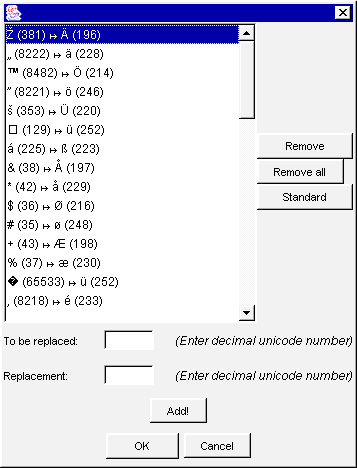 Ž (381) ↦ Ä (196)
„ (8222) ↦ ä (228)
™ (8482) ↦ Ö (214)
” (8221) ↦ ö (246)
š (353) ↦ Ü (220)
□ (129) ↦ ü (252)
á (225) ↦ ß (223)
& (38) ↦ Å (197)
* (42) ↦ å (229)
$ (36) ↦ Ø (216)
# (35) ↦ ø (248)
+ (43) ↦ Æ (198)
% (37) ↦ æ (230)
� (65533) ↦ ü (252)
‚ (8218) ↦ é (233)
Remove
Remove all
Standard
To be replaced: (Enter decimal unicode number)
Replacement: (Enter decimal unicode number)
Add!
OK Cancel